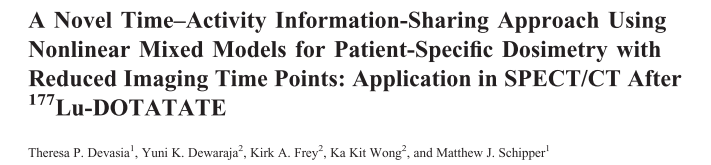 A Novel Time–Activity Information-Sharing Approach Using
Nonlinear Mixed Models for Patient-Specific Dosimetry with
Reduced Imaging Time Points: Application in SPECT/CT After
¹⁷⁷Lu-DOTATATE
Theresa P. Devasia¹, Yuni K. Dewaraja², Kirk A. Frey², Ka Kit Wong², and Matthew J. Schipper¹